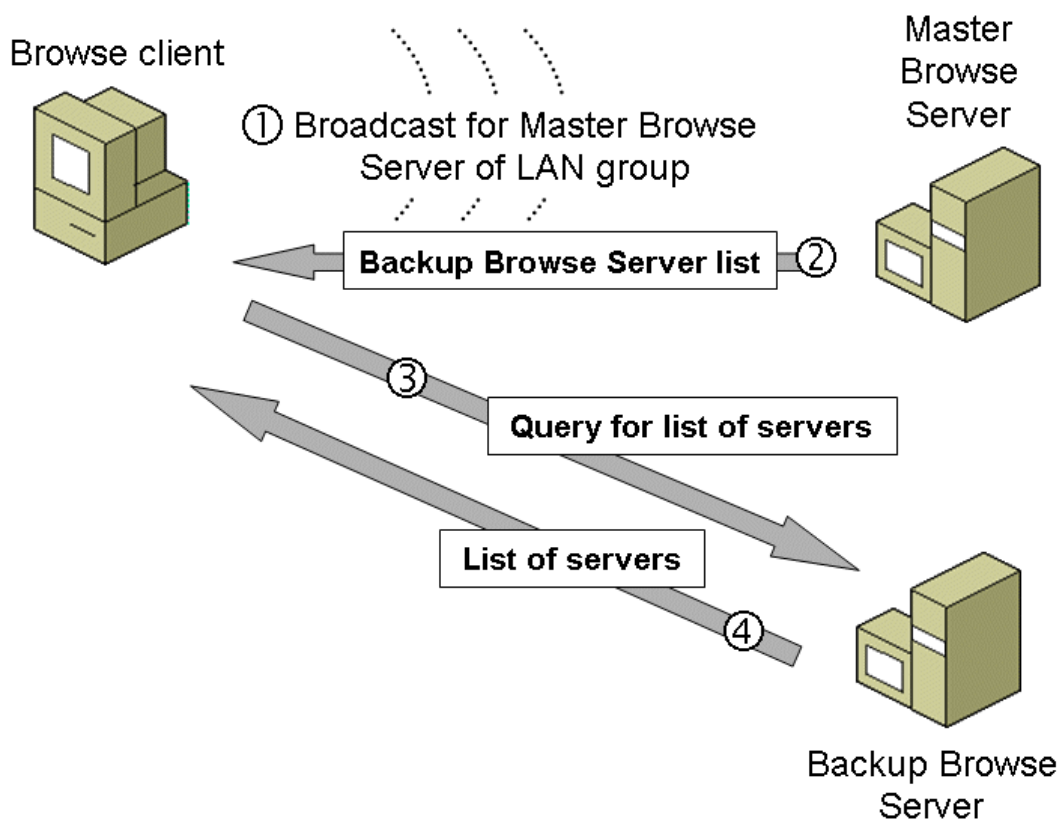 Browse client
Master
Browse
Server
① Broadcast for Master Browse
Server of LAN group
Backup Browse Server list
②
③
Query for list of servers
List of servers
④
Backup Browse
Server